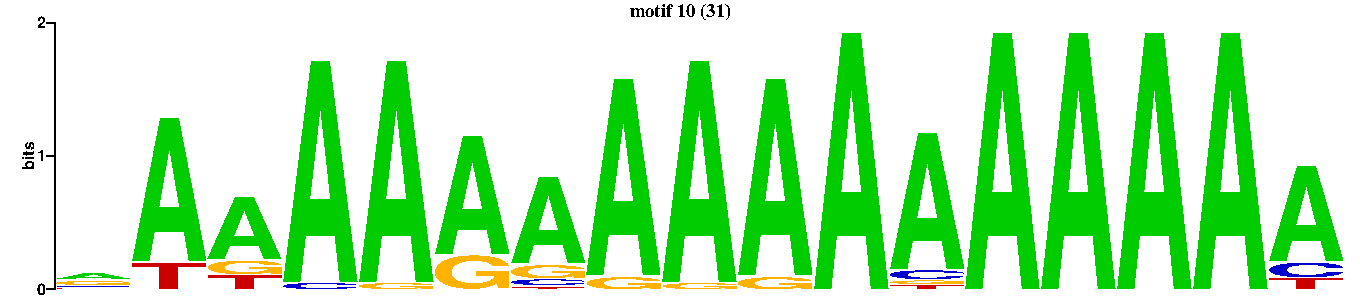 motif 10 (31)
2
bits
1
0
A A A A A A A A A A A A A A A A A
G T G C G G G G G G C C
C T C G T
T T